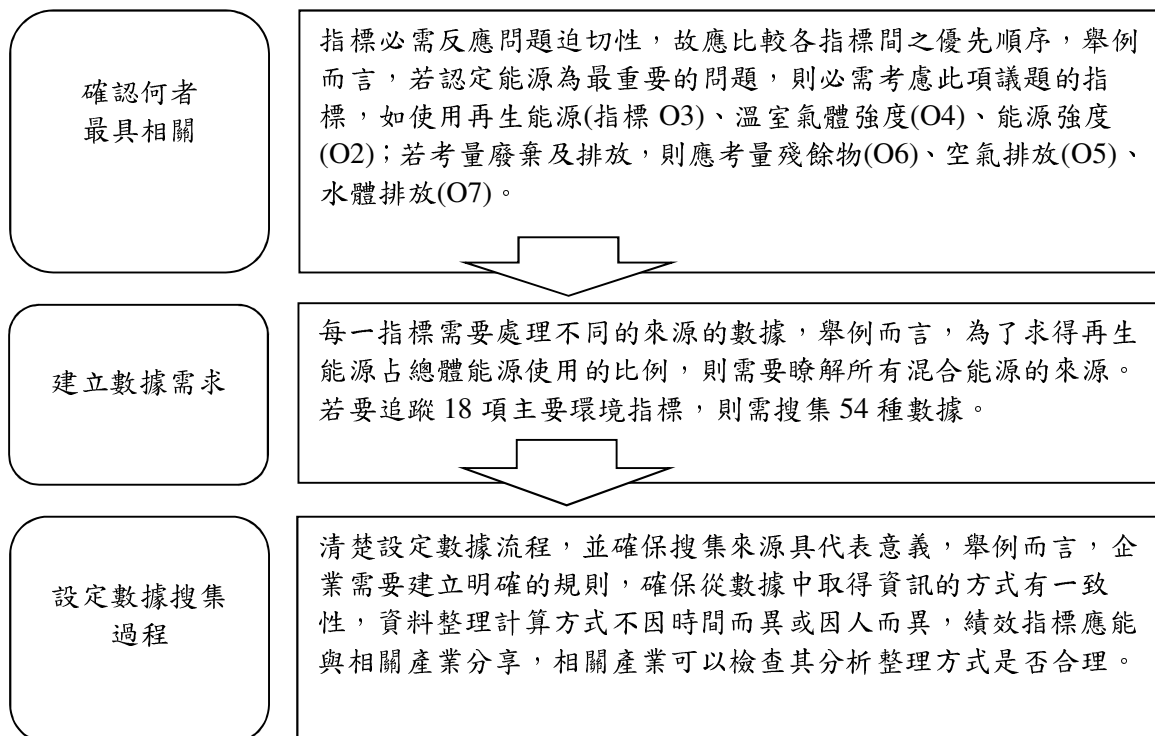 確認何者
最具相關
指標必需反應問題迫切性，故應比較各指標間之優先順序，舉例
而言，若認定能源為最重要的問題，則必需考慮此項議題的指
標，如使用再生能源(指標 O3)、溫室氣體強度(O4)、能源強度
(O2)；若考量廢棄及排放，則應考量殘餘物(O6)、空氣排放(O5)、
水體排放(O7)。
建立數據需求
每一指標需要處理不同的來源的數據，舉例而言，為了求得再生
能源占總體能源使用的比例，則需要瞭解所有混合能源的來源。
若要追蹤 18 項主要環境指標，則需搜集 54 種數據。
設定數據搜集
過程
清楚設定數據流程，並確保搜集來源具代表意義，舉例而言，企
業需要建立明確的規則，確保從數據中取得資訊的方式有一致
性，資料整理計算方式不因時間而異或因人而異，績效指標應能
與相關產業分享，相關產業可以檢查其分析整理方式是否合理。